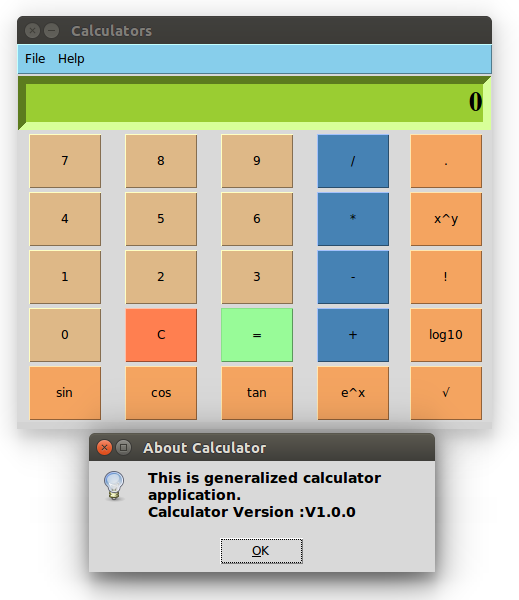 Calculators
File Help
0
7 8 9 / .
4 5 6 * x^y
1 2 3 - !
0 C = + log10
sin cos tan e^x √
About Calculator
This is generalized calculator
application.
Calculator Version :V1.0.0
OK